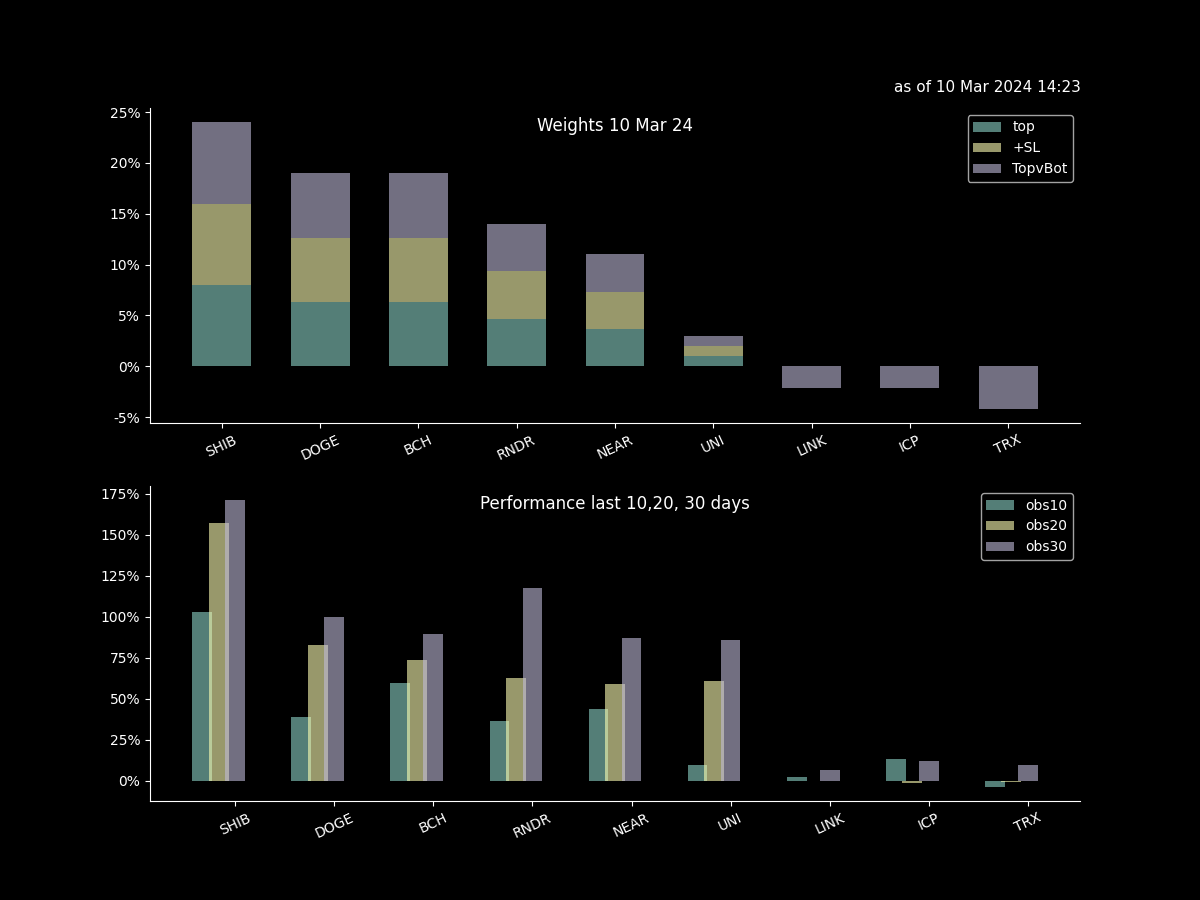 as of 10 Mar 2024 14:23
Weights 10 Mar 24
25%
20%
15%
10%
5%
0%
-5%
top
+SL
TopvBot
SHIB DOGE BCH RNDR NEAR UNI LINK ICP TRX
Performance last 10,20, 30 days
175%
150%
125%
100%
75%
50%
25%
0%
obs10
obs20
obs30
SHIB DOGE BCH RNDR NEAR UNI LINK ICP TRX